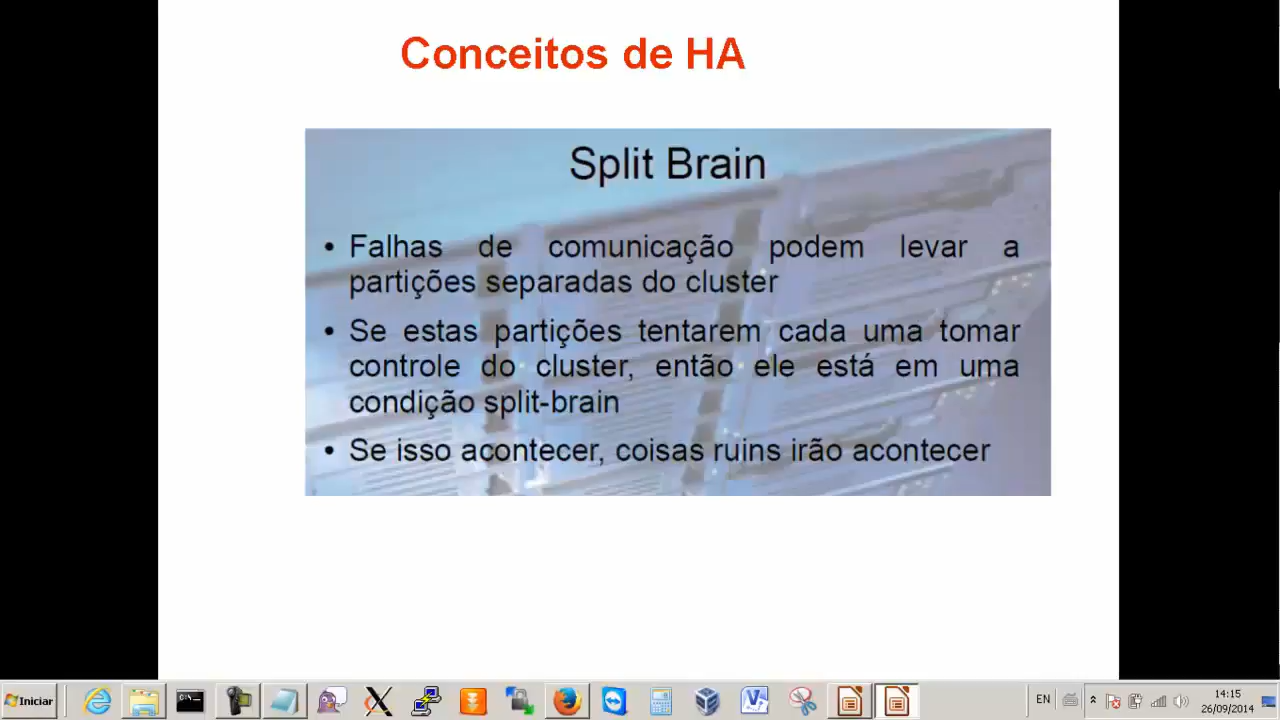 Conceitos de HA
Split Brain
• Falhas de comunicação podem levar a
partições separadas do cluster
• Se estas partições tentarem cada uma tomar
controle do cluster, então ele está em uma
condição split-brain
• Se isso acontecer, coisas ruins irão acontecer
Iniciar
EN
14:15
26/09/2014